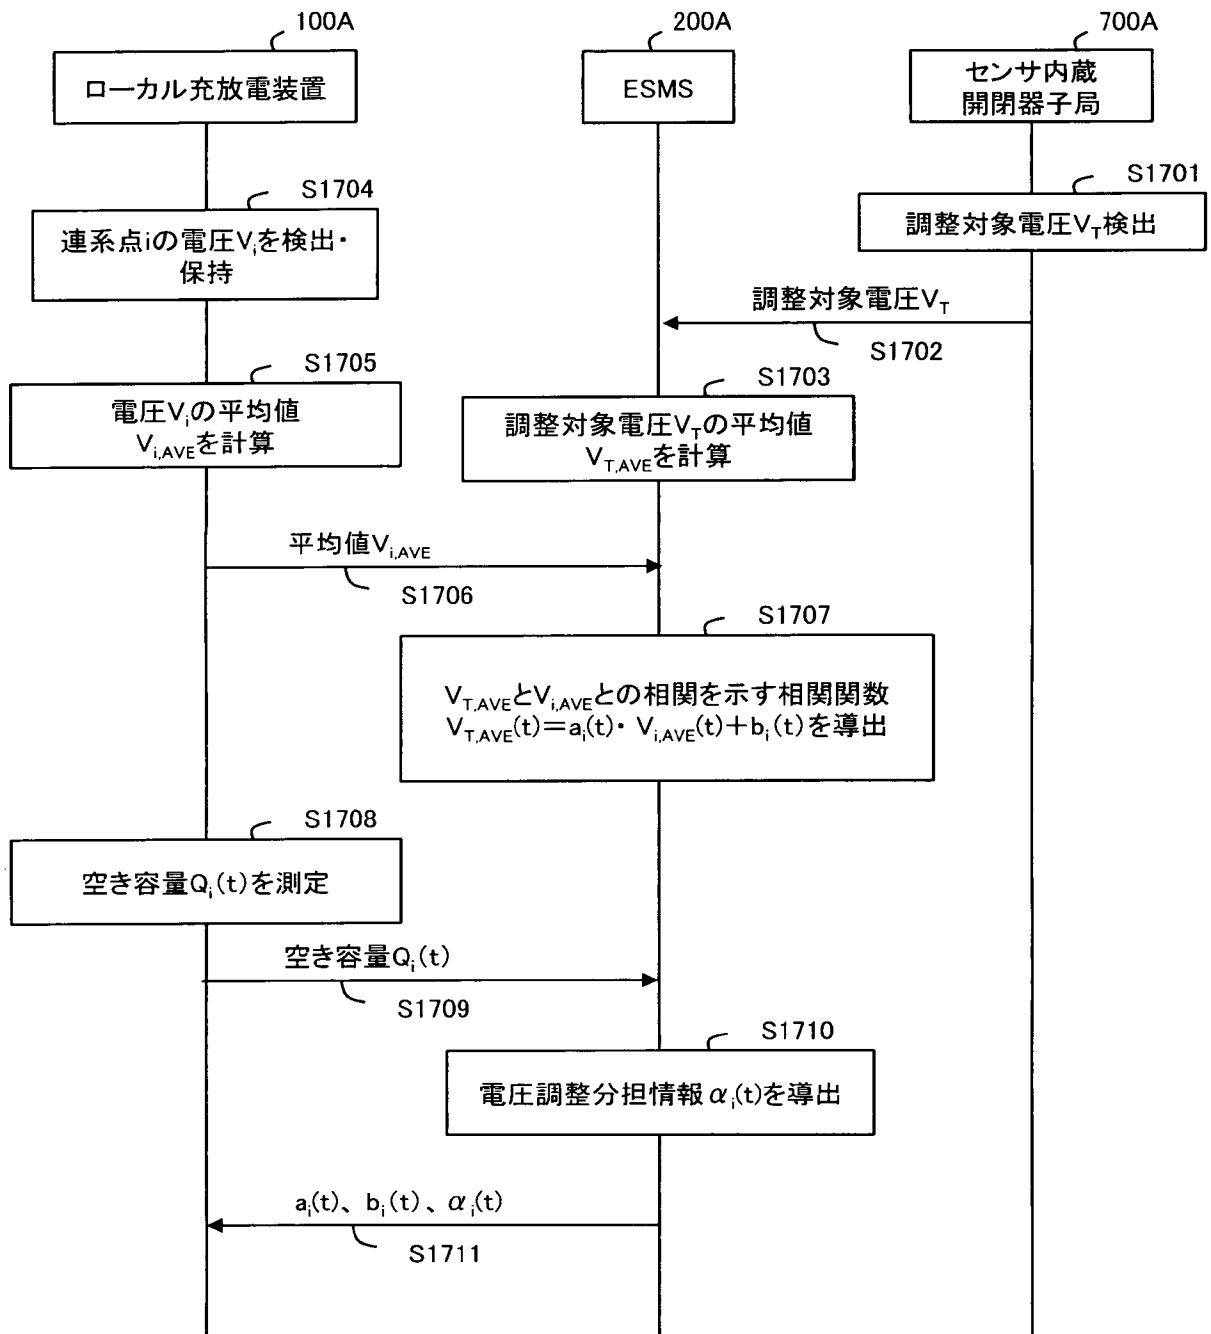 100A
200A
700A
ローカル充放電装置
ESMS
センサ内蔵
開閉器子局
S1701
調整対象電圧V_T検出
S1704
連系点iの電圧V_iを検出・
保持
調整対象電圧V_T
S1702
S1705
電圧V_iの平均値
V_i,AVEを計算
S1703
調整対象電圧V_Tの平均値
V_T,AVEを計算
平均値V_i,AVE
S1706
S1707
V_T,AVEとV_i,AVEとの相関を示す相関関数
V_T,AVE(t)=a_i(t)・V_i,AVE(t)+b_i(t)を導出
S1708
空き容量Q_i(t)を測定
空き容量Q_i(t)
S1709
S1710
電圧調整分担情報α_i(t)を導出
a_i(t)、b_i(t)、α_i(t)
S1711